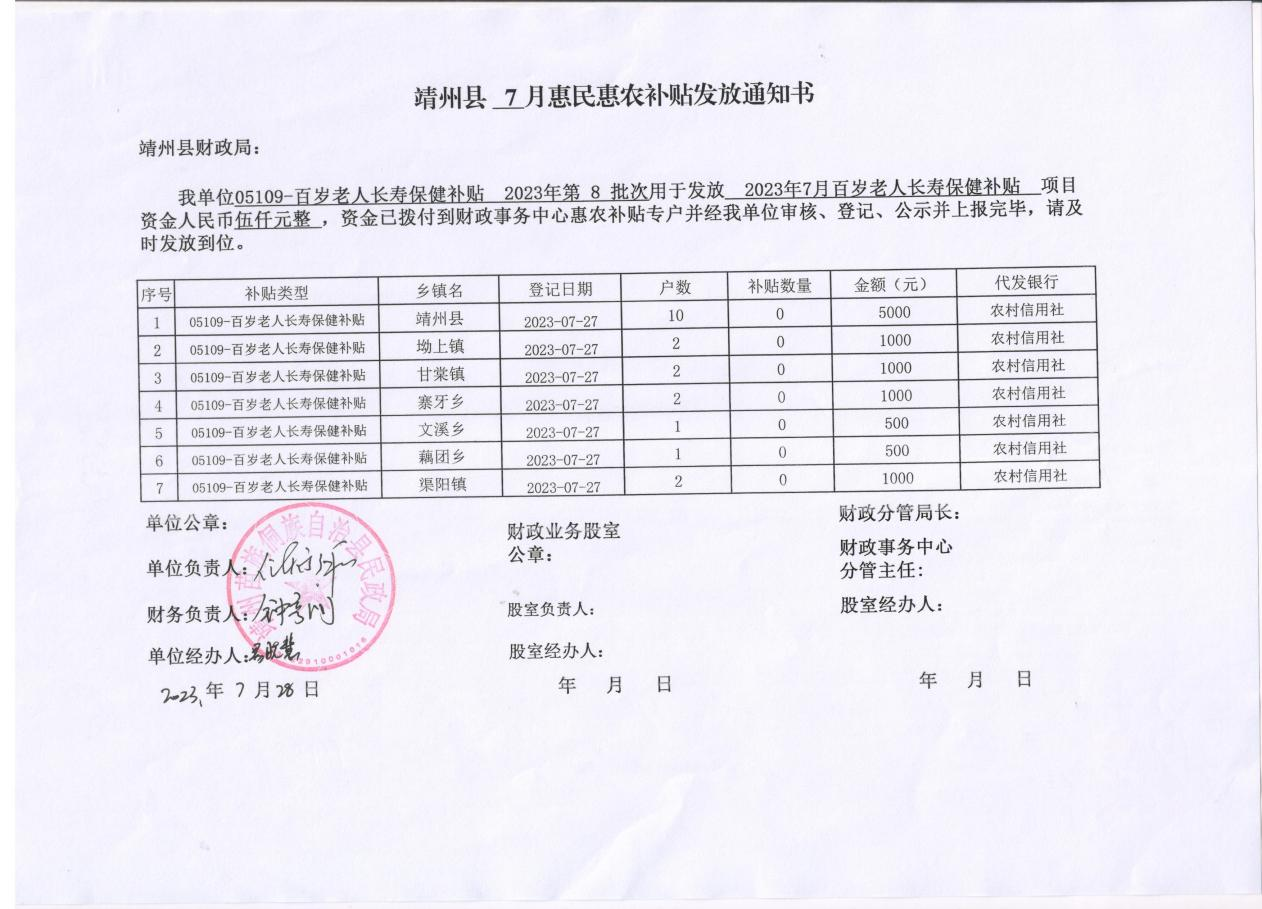 靖州县 7 月惠民惠农补贴发放通知书
靖州县财政局：
我单位05109-百岁老人长寿保健补贴 2023年第 8 批次用于发放 2023年7月百岁老人长寿保健补贴 项目
资金人民币伍仟元整 ，资金已拨付到财政事务中心惠农补贴专户并经我单位审核、登记、公示并上报完毕，请及
时发放到位。
序号 补贴类型 乡镇名 登记日期 户数 补贴数量 金额（元） 代发银行
1 05109-百岁老人长寿保健补贴 靖州县 2023-07-27 10 0 5000 农村信用社
2 05109-百岁老人长寿保健补贴 坳上镇 2023-07-27 2 0 1000 农村信用社
3 05109-百岁老人长寿保健补贴 甘棠镇 2023-07-27 2 0 1000 农村信用社
4 05109-百岁老人长寿保健补贴 寨牙乡 2023-07-27 2 0 1000 农村信用社
5 05109-百岁老人长寿保健补贴 文溪乡 2023-07-27 1 0 500 农村信用社
6 05109-百岁老人长寿保健补贴 藕团乡 2023-07-27 1 0 500 农村信用社
7 05109-百岁老人长寿保健补贴 渠阳镇 2023-07-27 2 0 1000 农村信用社
单位公章：
单位负责人：
财务负责人：
单位经办人：
2023年 7 月 28 日
靖州苗族侗族自治县民政局
财政业务股室
公章：
股室负责人：
股室经办人：
年 月 日
财政分管局长：
财政事务中心
分管主任：
股室经办人：
年 月 日